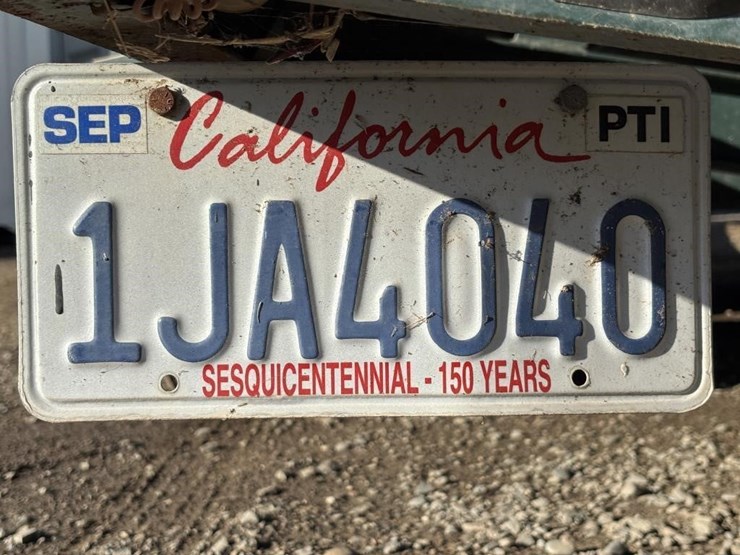 SEP California PTI
1JA4040
SESQUICENTENNIAL - 150 YEARS